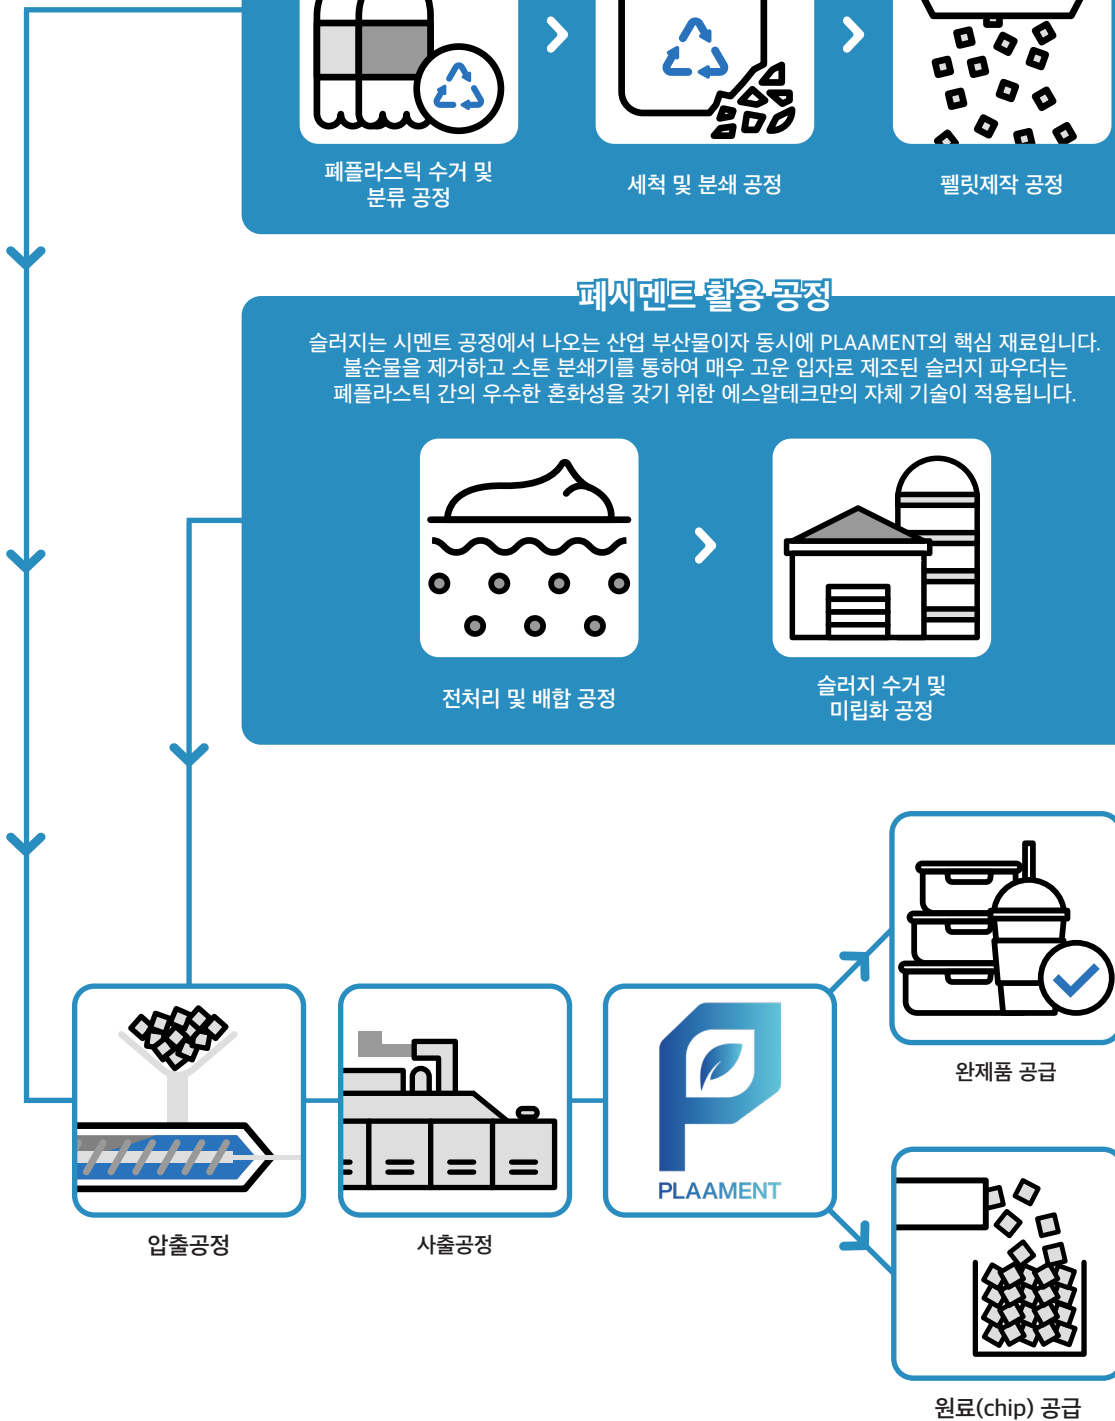 폐플라스틱 수거 및
분류 공정
세척 및 분쇄 공정
펠릿제작 공정
폐시멘트 활용 공정
슬러지는 시멘트 공정에서 나오는 산업 부산물이자 동시에 PLAAMENT의 핵심 재료입니다.
불순물을 제거하고 스톤 분쇄기를 통하여 매우 고운 입자로 제조된 슬러지 파우더는
폐플라스틱 간의 우수한 혼화성을 갖기 위한 에스알테크만의 자체 기술이 적용됩니다.
전처리 및 배합 공정
슬러지 수거 및
미립화 공정
완제품 공급
PLAAMENT
압출공정
사출공정
원료(chip) 공급